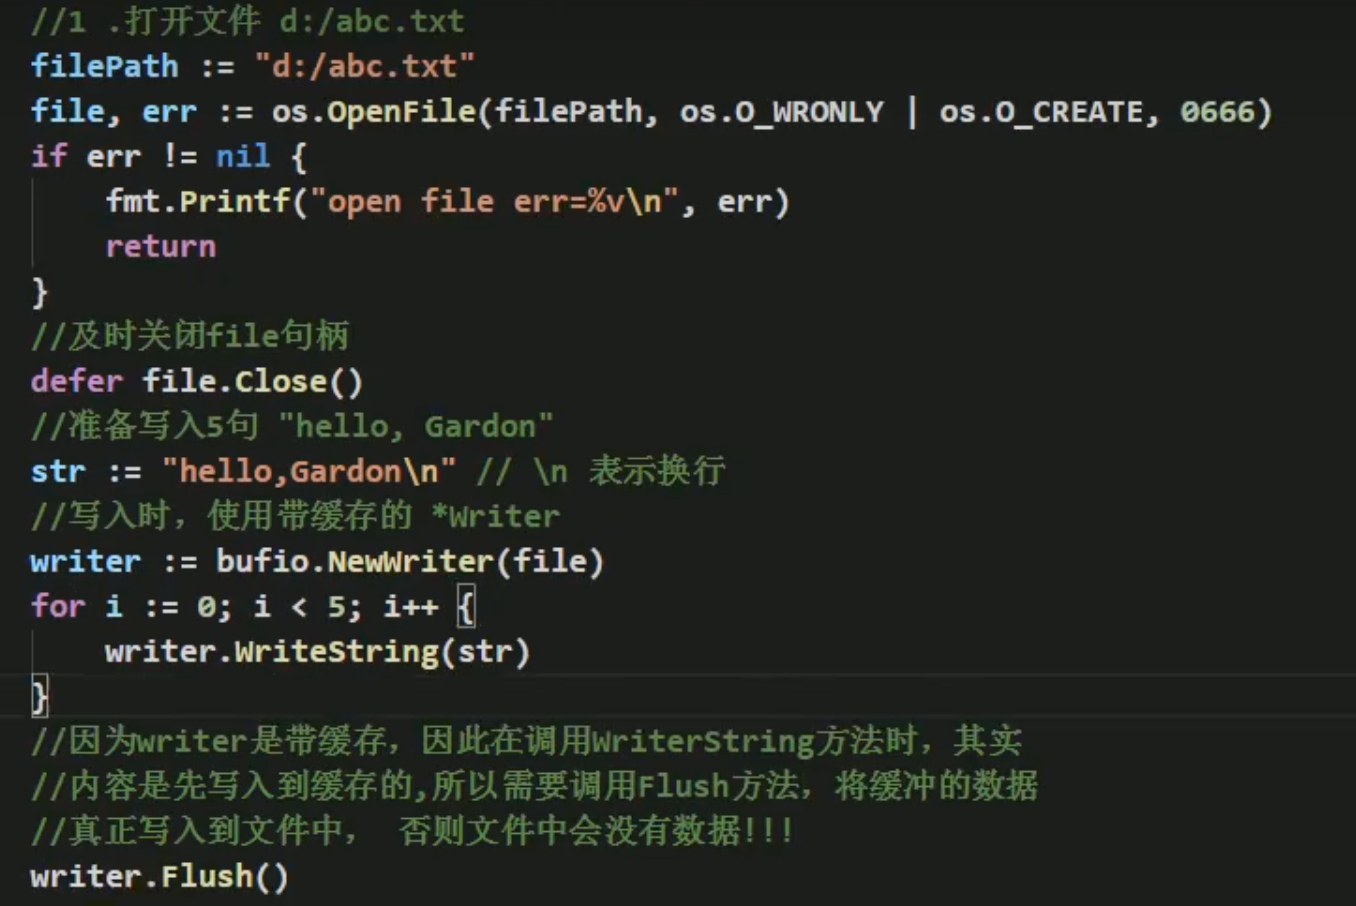 //1 .打开文件 d:/abc.txt
filePath := "d:/abc.txt"
file, err := os.OpenFile(filePath, os.O_WRONLY | os.O_CREATE, 0666)
if err != nil {
    fmt.Printf("open file err=%v\n", err)
    return
}
//及时关闭file句柄
defer file.Close()
//准备写入5句 "hello, Gardon"
str := "hello,Gardon\n" // \n 表示换行
//写入时，使用带缓存的 *Writer
writer := bufio.NewWriter(file)
for i := 0; i < 5; i++ {
    writer.WriteString(str)
}
//因为writer是带缓存，因此在调用WriterString方法时，其实
//内容是先写入到缓存的,所以需要调用Flush方法，将缓冲的数据
//真正写入到文件中， 否则文件中会没有数据!!!
writer.Flush()